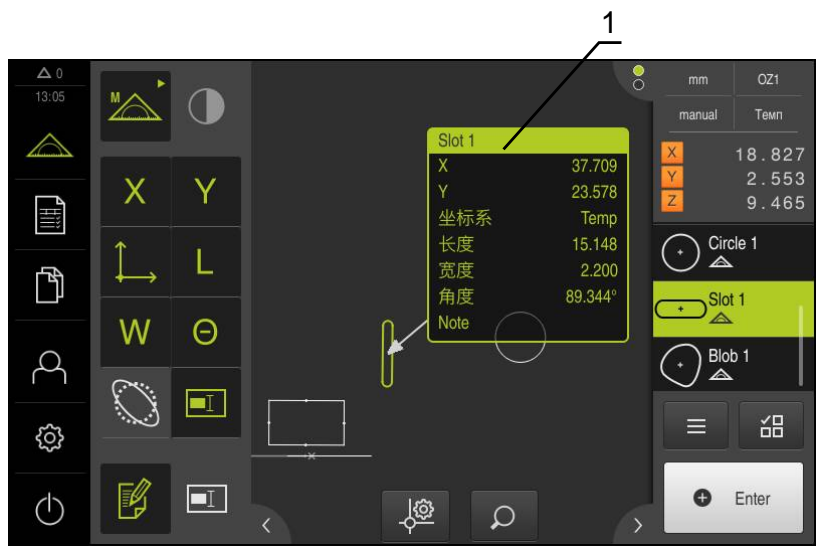 1
0
13:05
M
X
Y
L
W
Θ
Slot 1
X 37.709
Y 23.578
坐标系 Temp
长度 15.148
宽度 2.200
角度 89.344°
Note
mm OZ1
manual Темп
X 18.827
Y 2.553
Z 9.465
Circle 1
Slot 1
Blob 1
Enter